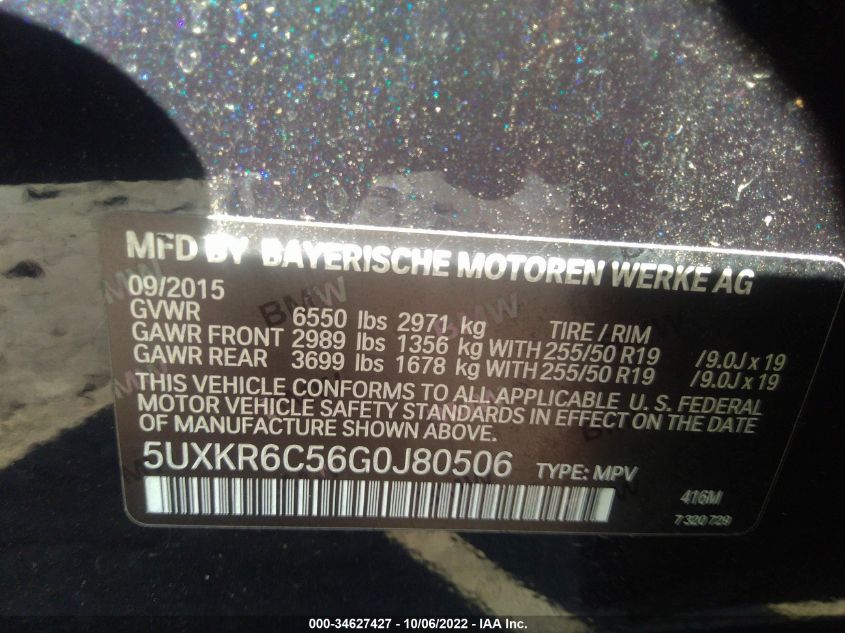 MFD BY BAYERISCHE MOTOREN WERKE AG
09/2015
GVWR 6550 lbs 2971 kg TIRE / RIM
GAWR FRONT 2989 lbs 1356 kg WITH 255/50 R19 /9.0J x 19
GAWR REAR 3699 lbs 1678 kg WITH 255/50 R19 /9.0J x 19
THIS VEHICLE CONFORMS TO ALL APPLICABLE U. S. FEDERAL
MOTOR VEHICLE SAFETY STANDARDS IN EFFECT ON THE DATE
OF MANUFACTURE SHOWN ABOVE.
5UXKR6C56G0J80506 TYPE: MPV
416M
7 320 729
000-34627427 - 10/06/2022 - IAA Inc.